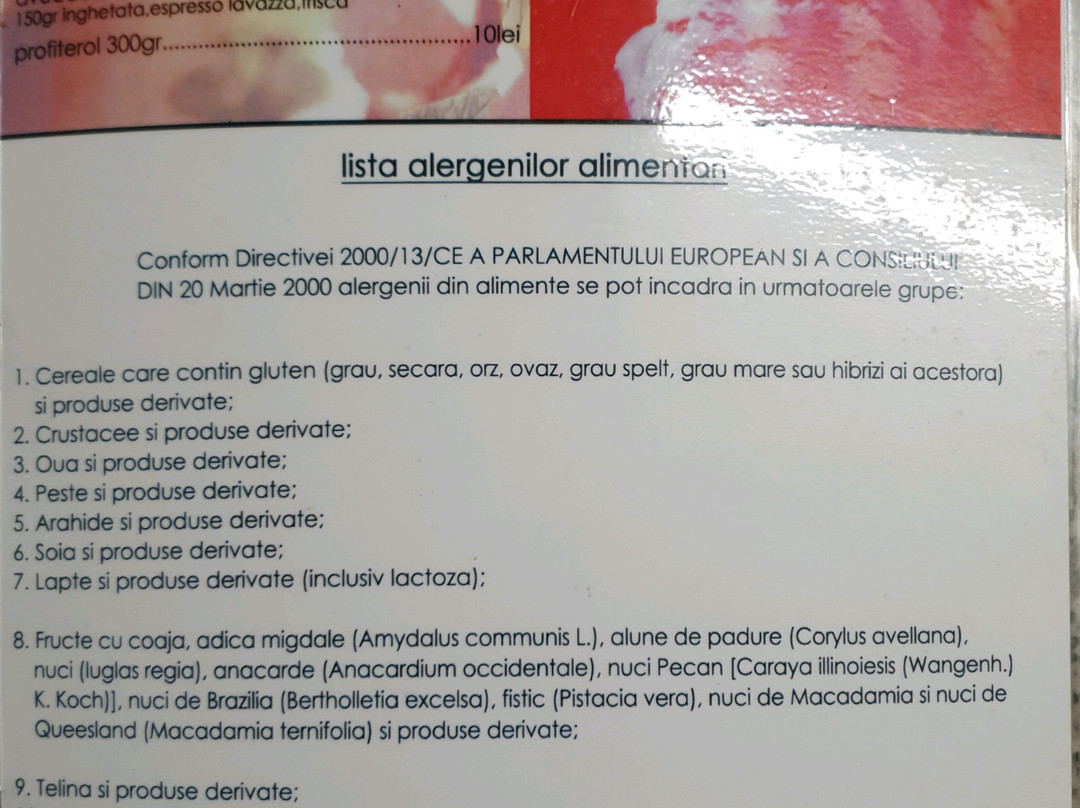 150gr inghetata,espresso lavazza,frisca
profiterol 300gr..................................................10lei
lista alergenilor alimentari
Conform Directivei 2000/13/CE A PARLAMENTULUI EUROPEAN SI A CONSILIULUI
DIN 20 Martie 2000 alergenii din alimente se pot incadra in urmatoarele grupe:
1. Cereale care contin gluten (grau, secara, orz, ovaz, grau spelt, grau mare sau hibrizi ai acestora)
si produse derivate;
2. Crustacee si produse derivate;
3. Oua si produse derivate;
4. Peste si produse derivate;
5. Arahide si produse derivate;
6. Soia si produse derivate;
7. Lapte si produse derivate (inclusiv lactoza);
8. Fructe cu coaja, adica migdale (Amydalus communis L.), alune de padure (Corylus avellana),
nuci (Iuglas regia), anacarde (Anacardium occidentale), nuci Pecan [Caraya illinoiesis (Wangenh.)
K. Koch)], nuci de Brazilia (Bertholletia excelsa), fistic (Pistacia vera), nuci de Macadamia si nuci de
Queesland (Macadamia ternifolia) si produse derivate;
9. Telina si produse derivate;